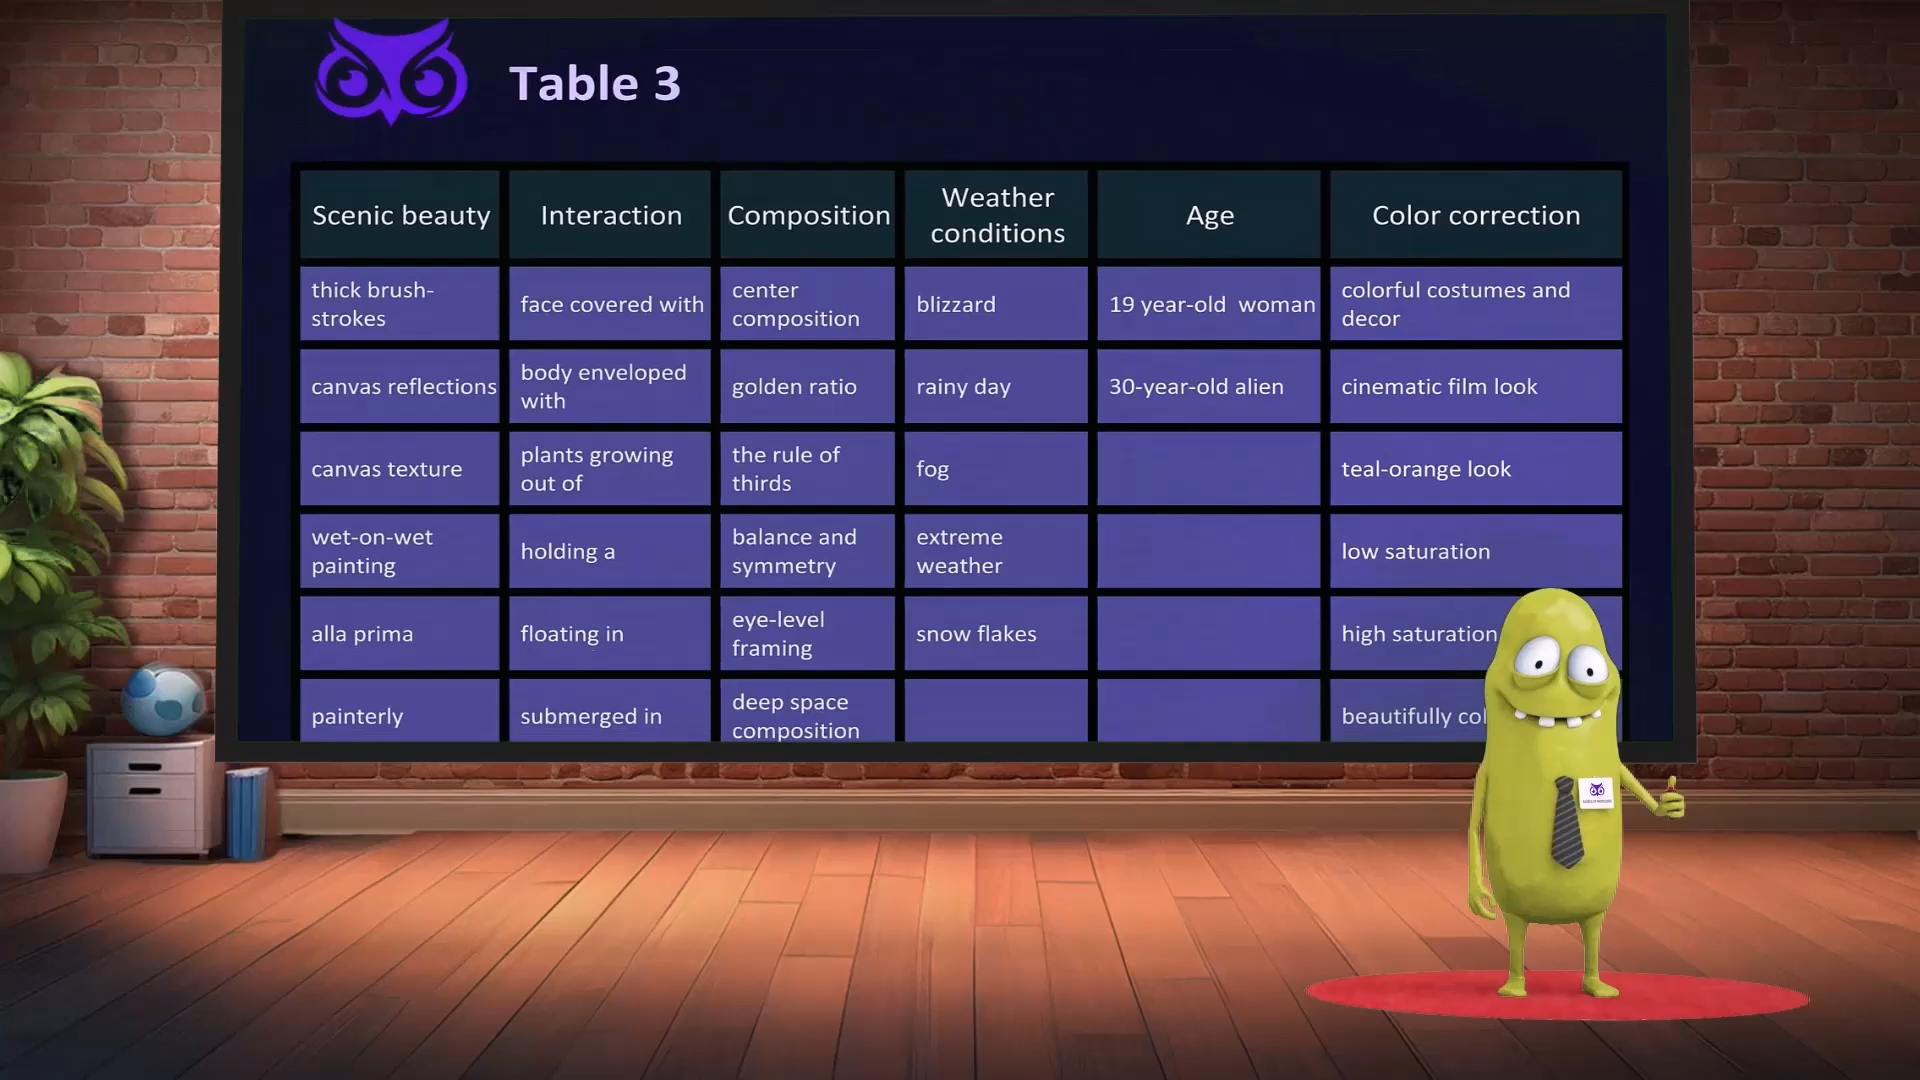 Table 3
Scenic beauty
Interaction
Composition
Weather
conditions
Age
Color correction
thick brush-
strokes
face covered with
center
composition
blizzard
19 year-old woman
colorful costumes and
decor
canvas reflections
body enveloped
with
golden ratio
rainy day
30-year-old alien
cinematic film look
canvas texture
plants growing
out of
the rule of
thirds
fog
teal-orange look
wet-on-wet
painting
holding a
balance and
symmetry
extreme
weather
low saturation
alla prima
floating in
eye-level
framing
snow flakes
high saturation
painterly
submerged in
deep space
composition
beautifully col